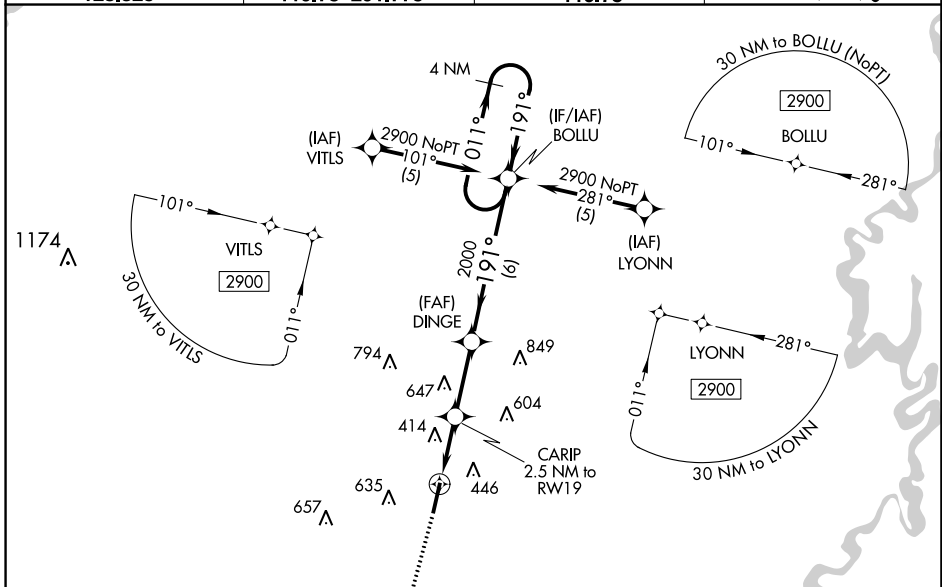 4 NM
011°
191°
(IF/IAF)
BOLLU
30 NM to BOLLU (NoPT)
2900
BOLLU
101°
281°
(IAF)
VITLS
2900 NoPT
101°
(5)
2900 NoPT
281°
(5)
(IAF)
LYONN
101°
VITLS
2900
011°
30 NM to VITLS
1174
2000
191°
(6)
(FAF)
DINGE
794
849
647
604
414
CARIP
2.5 NM to
RW19
446
635
657
LYONN
281°
2900
011°
30 NM to LYONN